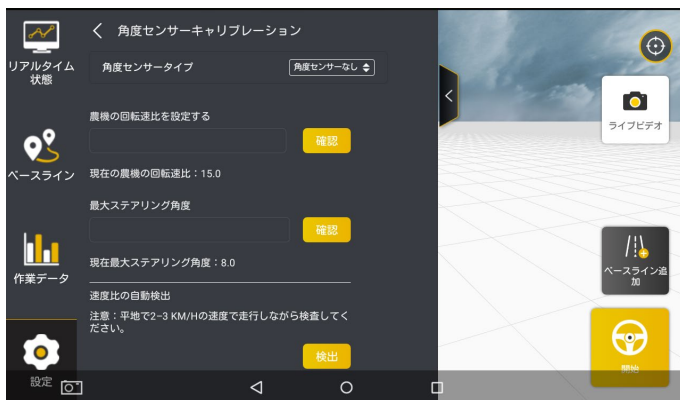 角度センサーキャリブレーション
リアルタイム
状態
角度センサータイプ
角度センサーなし
ライブビデオ
農機の回転速比を設定する
確認
ベースライン
現在の農機の回転速比：15.0
最大ステアリング角度
確認
現在最大ステアリング角度：8.0
作業データ
ベースライン追
加
速度比の自動検出
注意：平地で2-3 KM/Hの速度で走行しながら検査してく
ださい。
検出
設定
開始